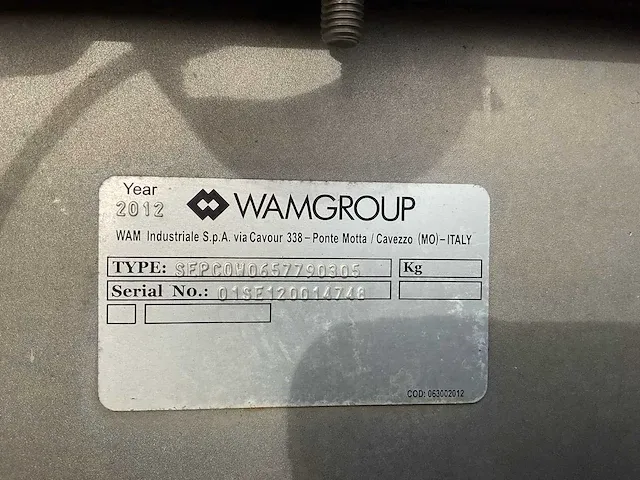 Year
2012
WAMGROUP
WAM Industriale S.p.A. via Cavour 338 – Ponte Motta / Cavezzo (MO) – ITALY
TYPE: SEPCOM0657790305
Kg
Serial No.: 01SE120014748
COD: 063002012